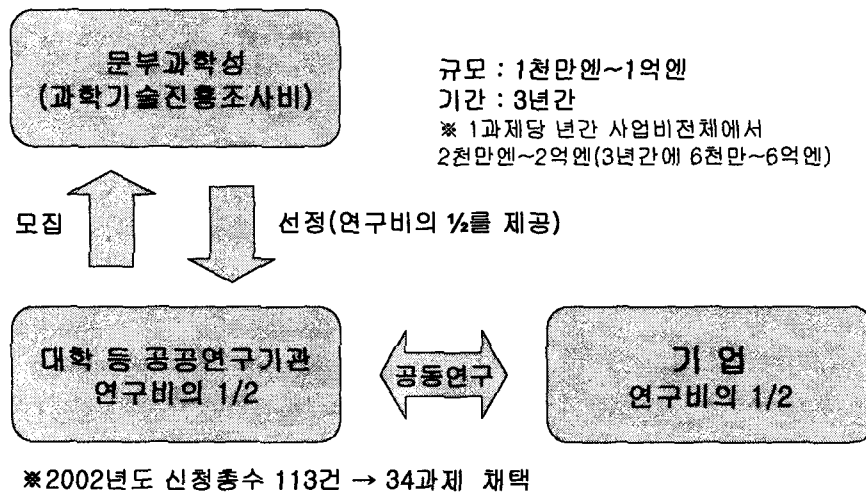 문부과학성
(과학기술진흥조사비)
규모 : 1천만엔~1억엔
기간 : 3년간
※ 1과제당 년간 사업비전체에서
2천만엔~2억엔(3년간에 6천만~6억엔)
모집
선정(연구비의 ½를 제공)
대학 등 공공연구기관
연구비의 1/2
공동연구
기 업
연구비의 1/2
※2002년도 신청총수 113건 → 34과제 채택